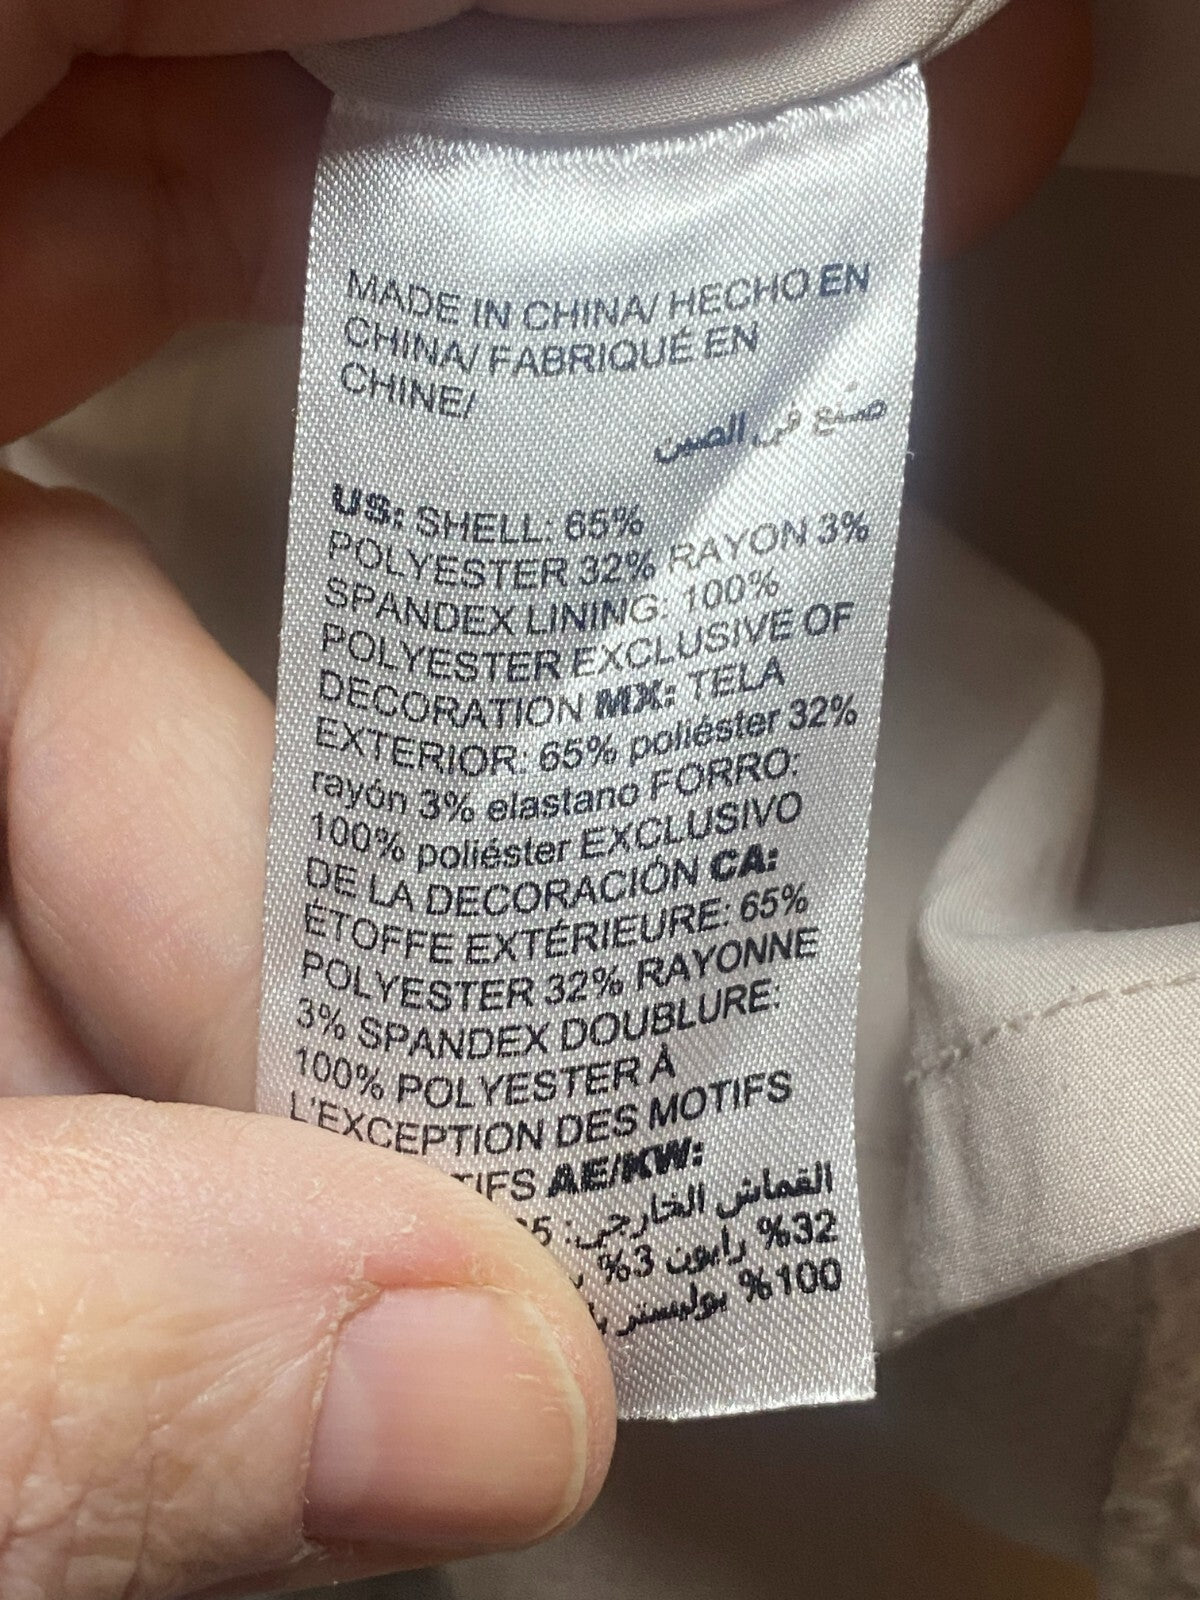 MADE IN CHINA/ HECHO EN
CHINA/ FABRIQUÉ EN
CHINE/
صنع في الصين
US: SHELL: 65%
POLYESTER 32% RAYON 3%
SPANDEX LINING: 100%
POLYESTER EXCLUSIVE OF
DECORATION MX: TELA
EXTERIOR: 65% poliéster 32%
rayón 3% elastano FORRO:
100% poliéster EXCLUSIVO
DE LA DECORACIÓN CA:
ÉTOFFE EXTÉRIEURE: 65%
POLYESTER 32% RAYONNE
3% SPANDEX DOUBLURE:
100% POLYESTER À
L'EXCEPTION DES MOTIFS
AE/KW:
القماش الخارجي:
32% رايون 3%
100% بوليستر